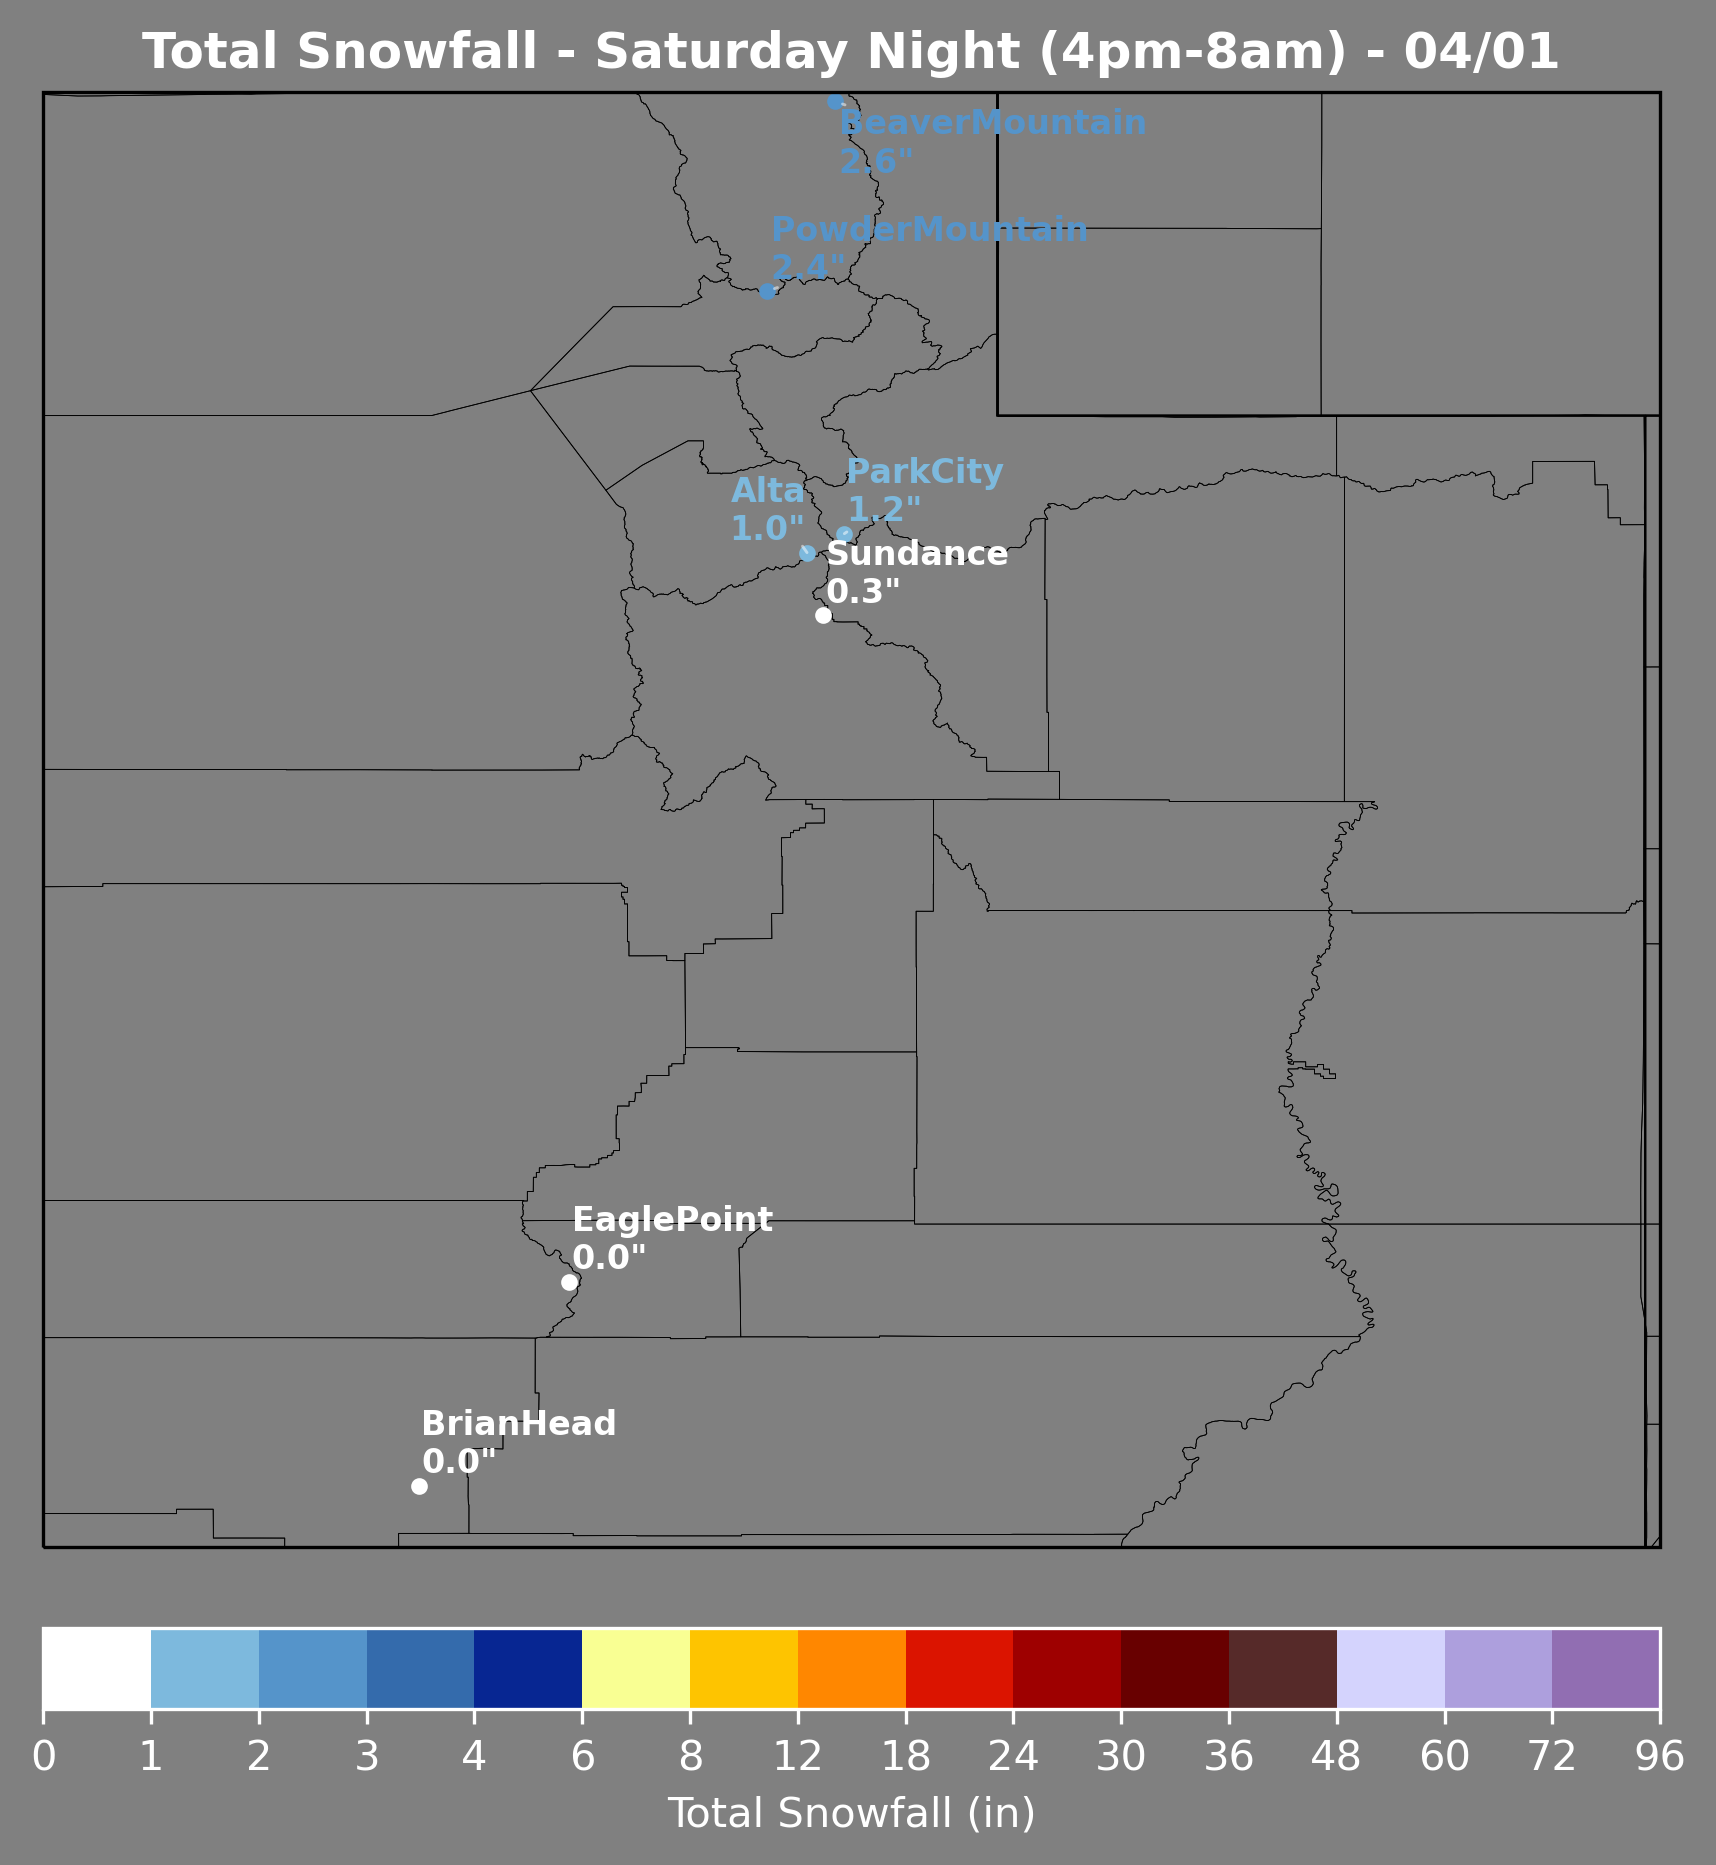 Total Snowfall - Saturday Night (4pm-8am) - 04/01
BeaverMountain
2.6"
PowderMountain
2.4"
ParkCity
1.2"
Alta
1.0"
Sundance
0.3"
EaglePoint
0.0"
BrianHead
0.0"
0 1 2 3 4 6 8 12 18 24 30 36 48 60 72 96
Total Snowfall (in)